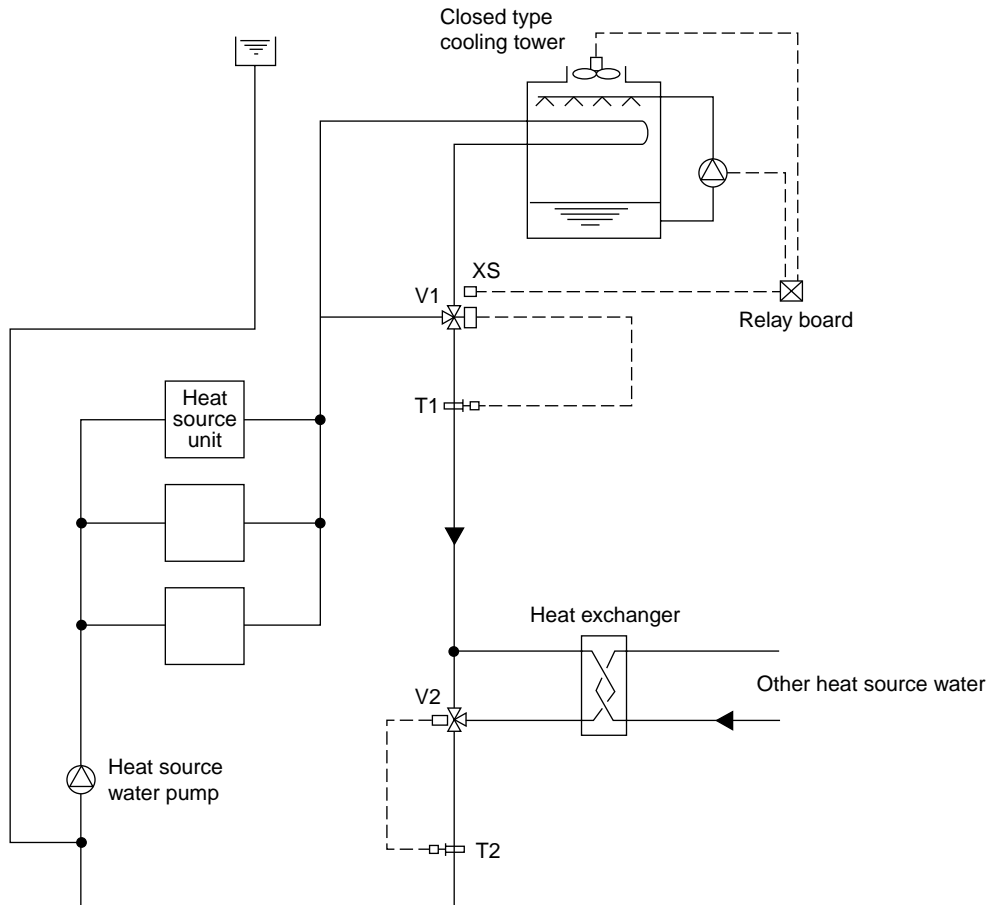 Closed type
cooling tower
XS
V1
Relay board
T1
Heat
source
unit
Heat exchanger
V2
Other heat source water
Heat source
water pump
T2